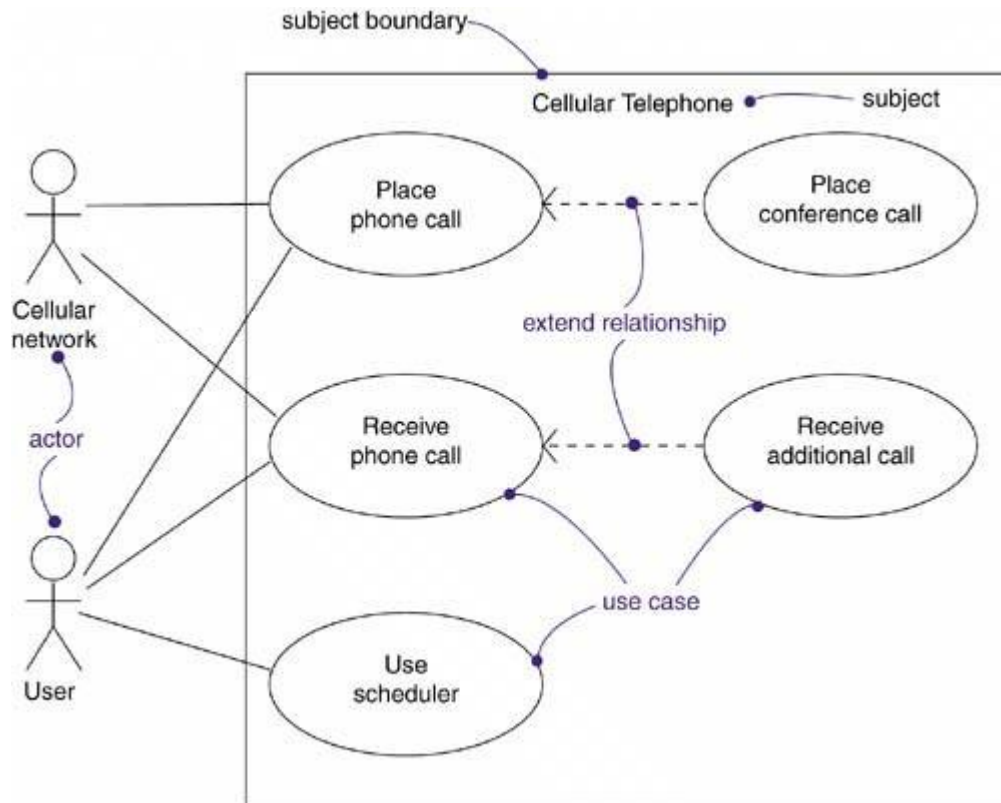 subject boundary
Cellular Telephone
subject
Place
phone call
Place
conference call
Cellular
network
extend relationship
actor
Receive
phone call
Receive
additional call
use case
Use
scheduler
User